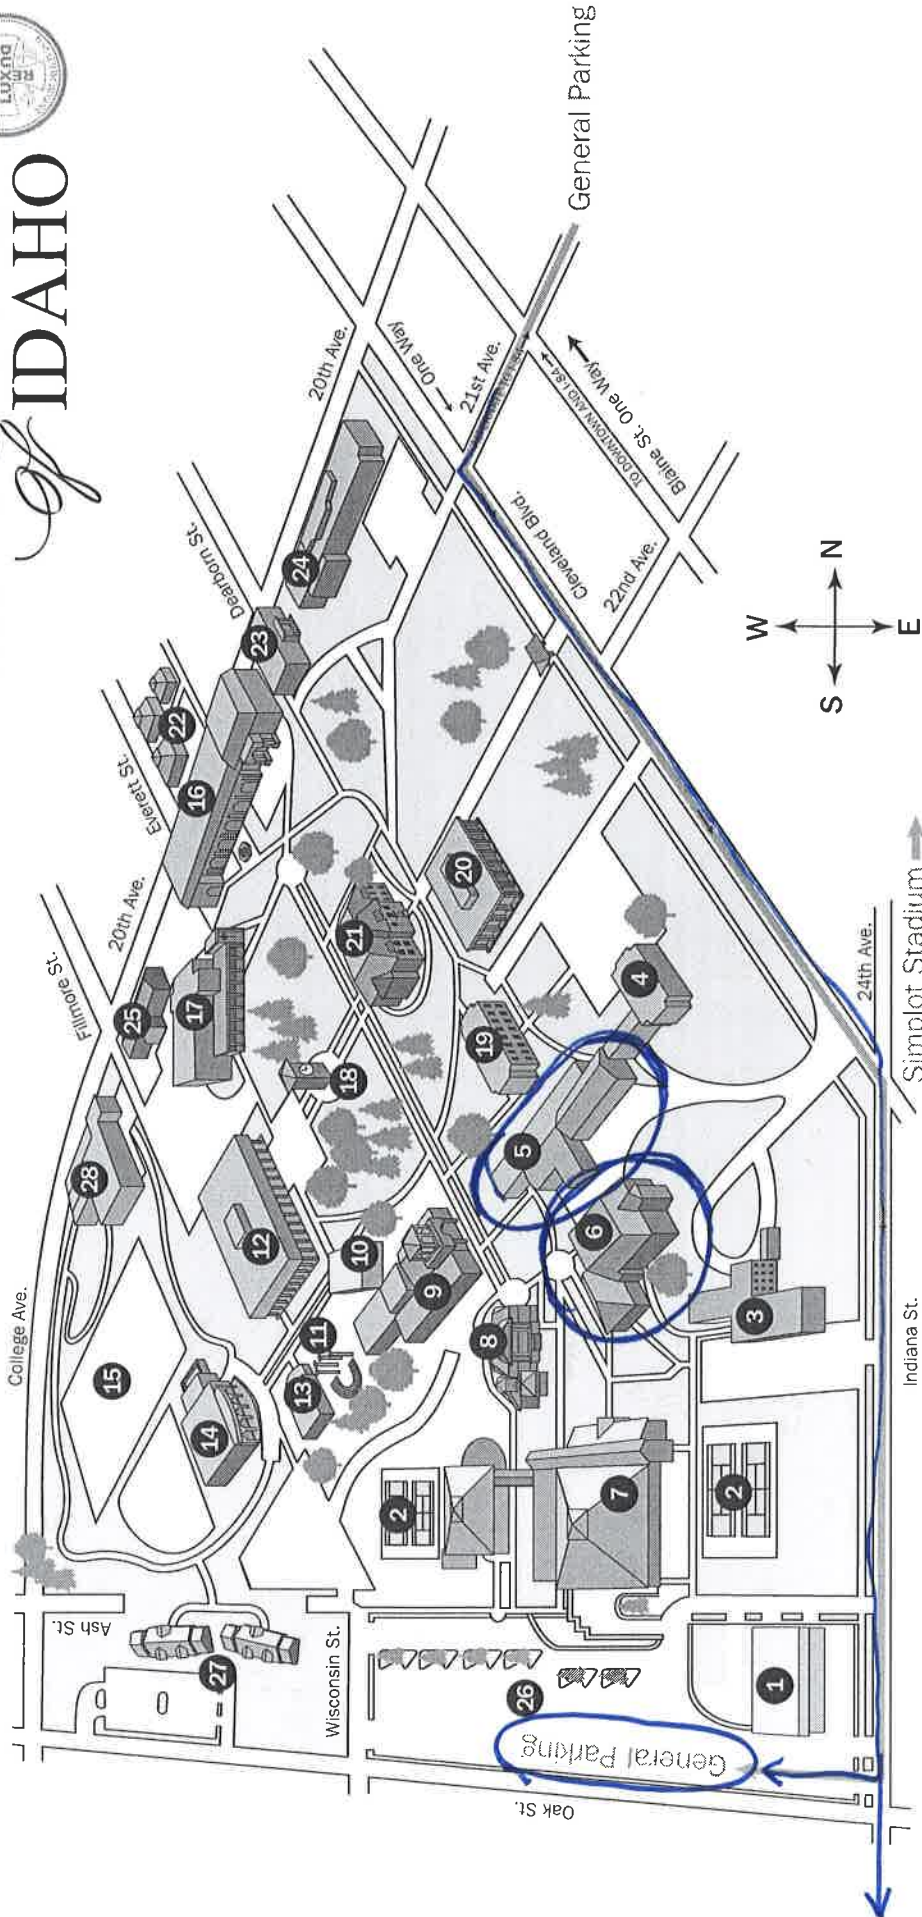 of IDAHO
LUXDU
RE
General Parking
20th Ave.
One Way
21st Ave.
TO DOWNTOWN AND I-84
Blaine St. One Way
Cleveland Blvd.
22nd Ave.
Dearborn St.
24
23
22
Everett St.
16
20th Ave.
Fillmore St.
25
17
21
20
18
19
4
28
12
10
9
5
6
24th Ave.
W
N
S
E
Simplot Stadium
College Ave.
15
14
11
13
8
3
Indiana St.
2
7
2
Ash St.
27
Wisconsin St.
26
1
General Parking
Oak St.